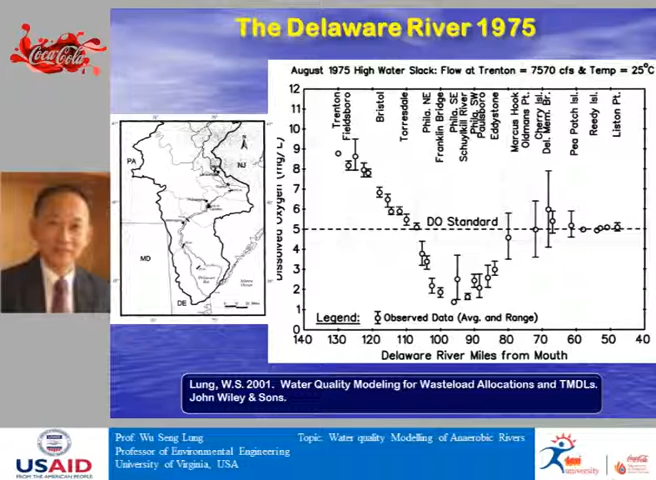 The Delaware River 1975
Coca-Cola
August 1975 High Water Slack: Flow at Trenton = 7570 cfs & Temp = 25°C
12
11
10
9
8
7
6
5
4
3
2
1
0
Dissolved Oxygen (mg/L)
Trenton
Fieldsboro
Bristol
Torresdale
Phila. NE
Franklin Bridge
Phila. SE
Schuylkill River
Phila. SW
Paulsboro
Eddystone
Marcus Hook
Oldmans Pt.
Cherry Isl.
Del. Mem. Br.
Pea Patch Isl.
Reedy Isl.
Liston Pt.
DO Standard
Legend: Observed Data (Avg. and Range)
140 130 120 110 100 90 80 70 60 50 40
Delaware River Miles from Mouth
N
PA
NJ
MD
DE
Lung, W.S. 2001. Water Quality Modeling for Wasteload Allocations and TMDLs.
John Wiley & Sons.
Prof. Wu Seng Lung
Professor of Environmental Engineering
University of Virginia, USA
Topic: Water quality Modelling of Anaerobic Rivers
USAID
FROM THE AMERICAN PEOPLE
university